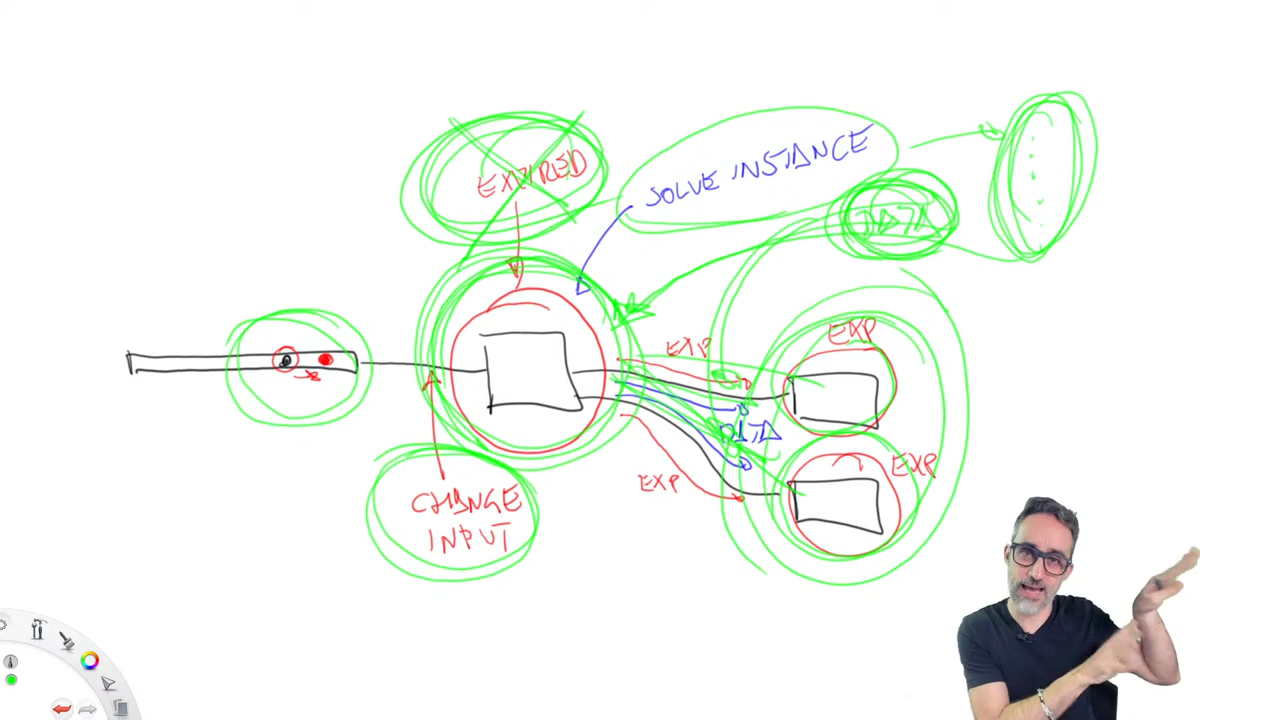 EXPIRED
SOLVE INSTANCE
DATA
EXP
EXP
DATA
EXP
EXP
CHANGE
INPUT